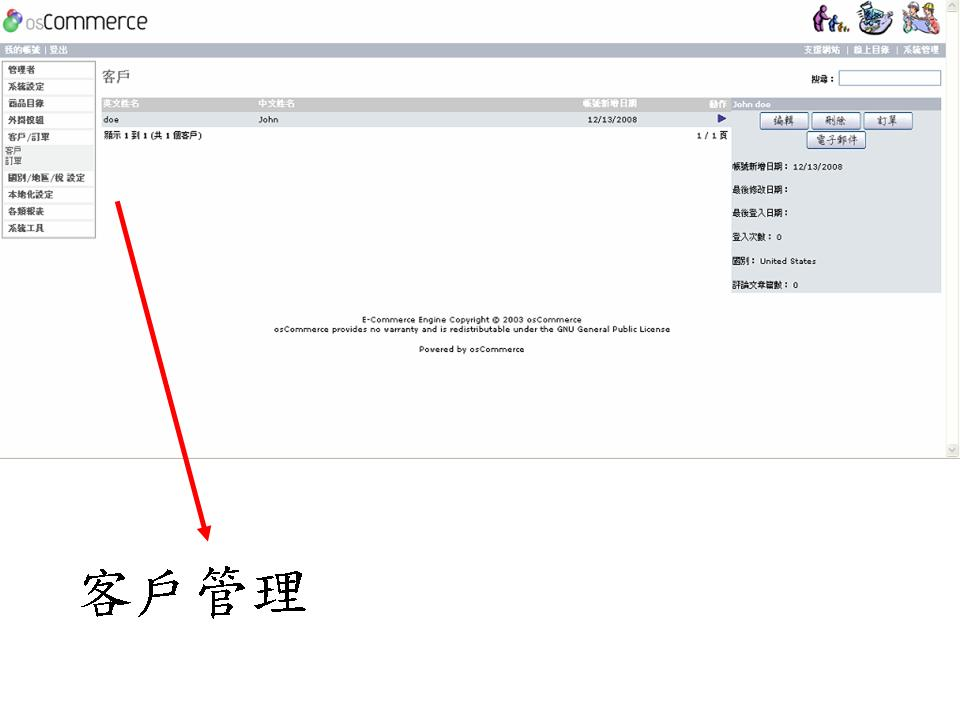 osCommerce
我的帳號 | 登出
支援網站 | 線上目錄 | 系統管理
管理者
系統設定
商品目錄
外掛模組
客戶/訂單
客戶
訂單
國別/地區/稅 設定
本地化設定
各類報表
系統工具
客戶
搜尋：
英文姓名 中文姓名 帳號新增日期 動作
doe John 12/13/2008
顯示 1 到 1 (共 1 個客戶)
1 / 1 頁
John doe
編輯 刪除 訂單
電子郵件
帳號新增日期： 12/13/2008
最後修改日期：
最後登入日期：
登入次數： 0
國別： United States
評論文章篇數： 0
E-Commerce Engine Copyright © 2003 osCommerce
osCommerce provides no warranty and is redistributable under the GNU General Public License
Powered by osCommerce
客戶管理